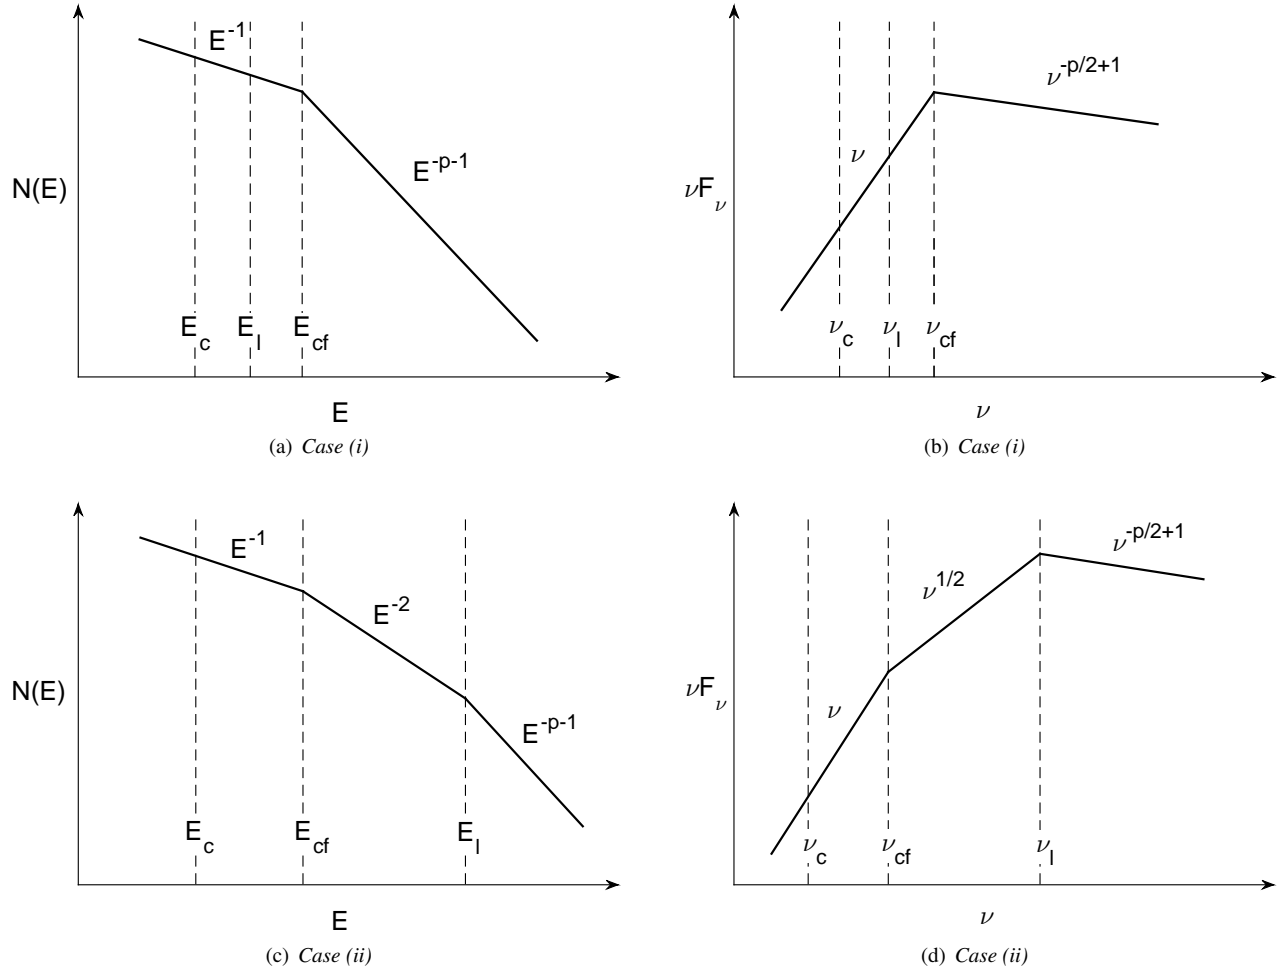 E^-1
E^-p-1
N(E)
E_c E_l E_cf
E
(a) Case (i)
ν^-p/2+1
ν
νF_ν
ν_c ν_l ν_cf
ν
(b) Case (i)
E^-1
E^-2
N(E)
E^-p-1
E_c E_cf E_l
E
(c) Case (ii)
ν^-p/2+1
ν^1/2
νF_ν
ν
ν_c ν_cf ν_l
ν
(d) Case (ii)